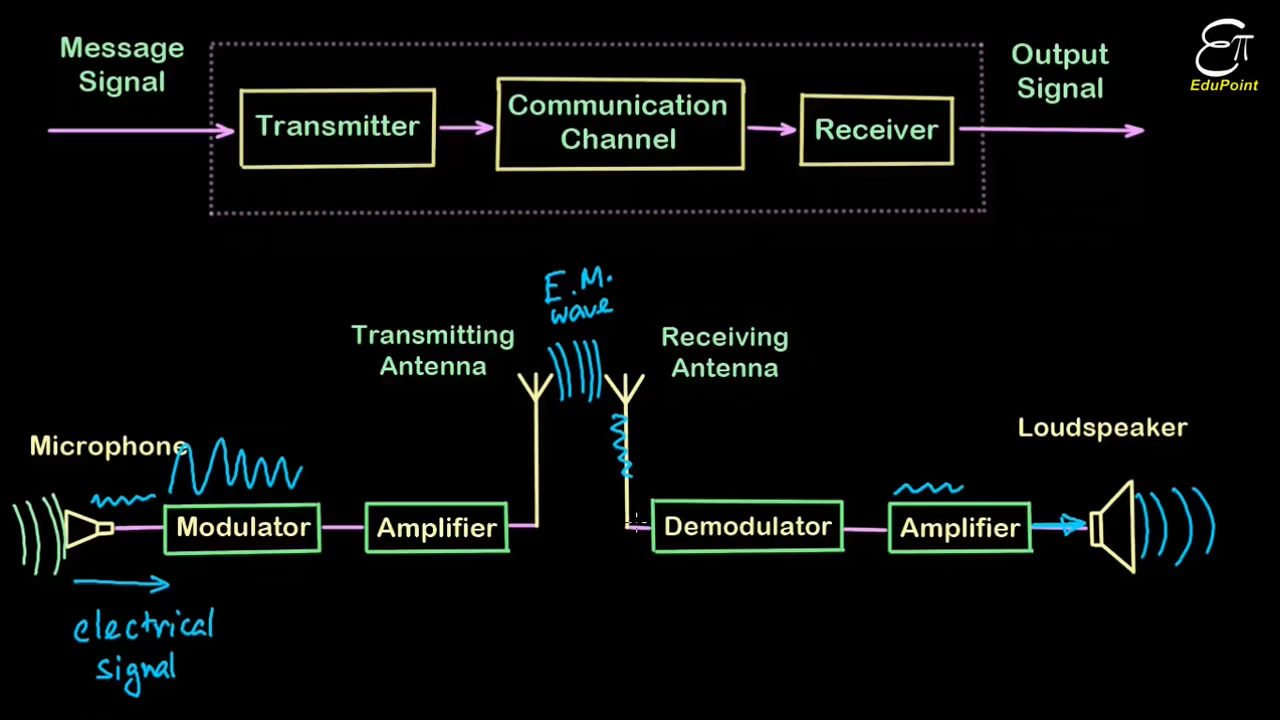 Message
Signal
Transmitter
Communication
Channel
Receiver
Output
Signal
επ
EduPoint
E.M.
wave
Transmitting
Antenna
Receiving
Antenna
Microphone
Loudspeaker
Modulator
Amplifier
Demodulator
Amplifier
electrical
signal